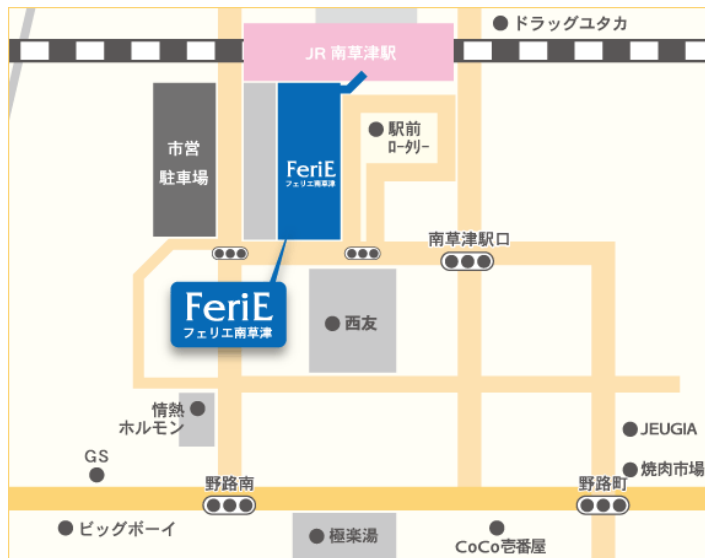 ドラッグユタカ
JR 南草津駅
市営
駐車場
FeriE
フェリエ南草津
駅前
ロータリー
南草津駅口
FeriE
フェリエ南草津
西友
情熱
ホルモン
GS
JEUGIA
焼肉市場
野路南
野路町
ビッグボーイ
極楽湯
CoCo壱番屋